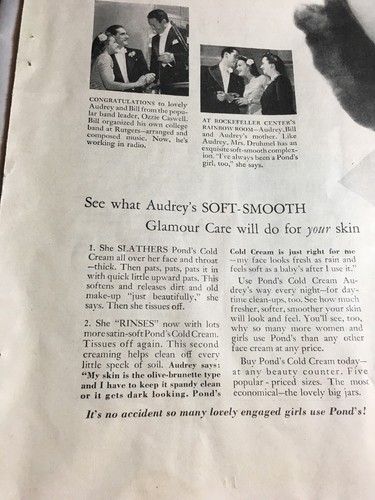 CONGRATULATIONS to lovely
Audrey and Bill from the popu-
lar band leader, Ozzie Caswell.
Bill organized his own college
band at Rutgers—arranged and
composed music. Now, he's
working in radio.
AT ROCKEFELLER CENTER'S
RAINBOW ROOM—Audrey, Bill
and Audrey's mother. Like
Audrey, Mrs. Druhmel has an
exquisite soft-smooth complex-
ion. "I've always been a Pond's
girl, too," she says.
See what Audrey's SOFT-SMOOTH
Glamour Care will do for your skin
1. She SLATHERS Pond's Cold
Cream all over her face and throat
—thick. Then pats, pats, pats it in
with quick little upward pats. This
softens and releases dirt and old
make-up "just beautifully," she
says. Then she tissues off.
2. She "RINSES" now with lots
more satin-soft Pond's Cold Cream.
Tissues off again. This second
creaming helps clean off every
little speck of soil. Audrey says:
"My skin is the olive-brunette type
and I have to keep it spandy clean
or it gets dark looking. Pond's
Cold Cream is just right for me
—my face looks fresh as rain and
feels soft as a baby's after I use it."
Use Pond's Cold Cream Au-
drey's way every night—for day-
time clean-ups, too. See how much
fresher, softer, smoother your skin
will look and feel. You'll see, too,
why so many more women and
girls use Pond's than any other
face cream at any price.
Buy Pond's Cold Cream today—
at any beauty counter. Five
popular-priced sizes. The most
economical—the lovely big jars.
It's no accident so many lovely engaged girls use Pond's!